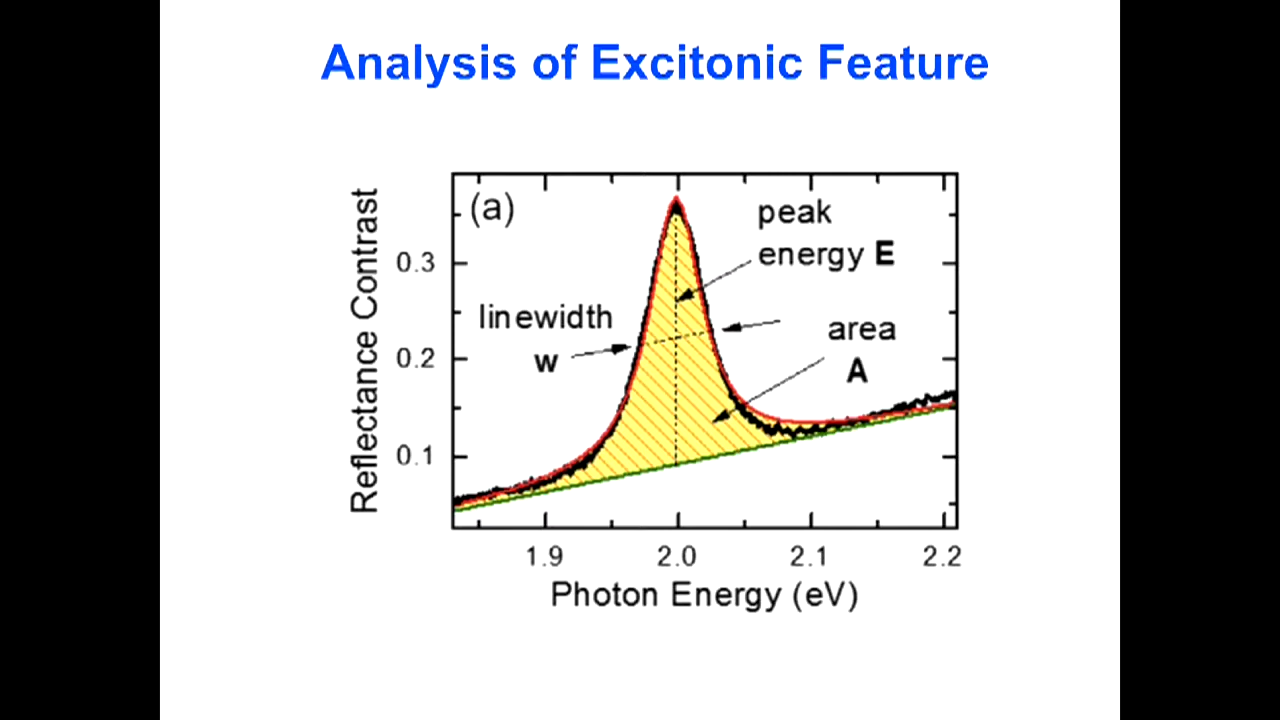 Analysis of Excitonic Feature
(a)
peak
energy E
linewidth
w
area
A
Reflectance Contrast
0.3
0.2
0.1
1.9
2.0
2.1
2.2
Photon Energy (eV)